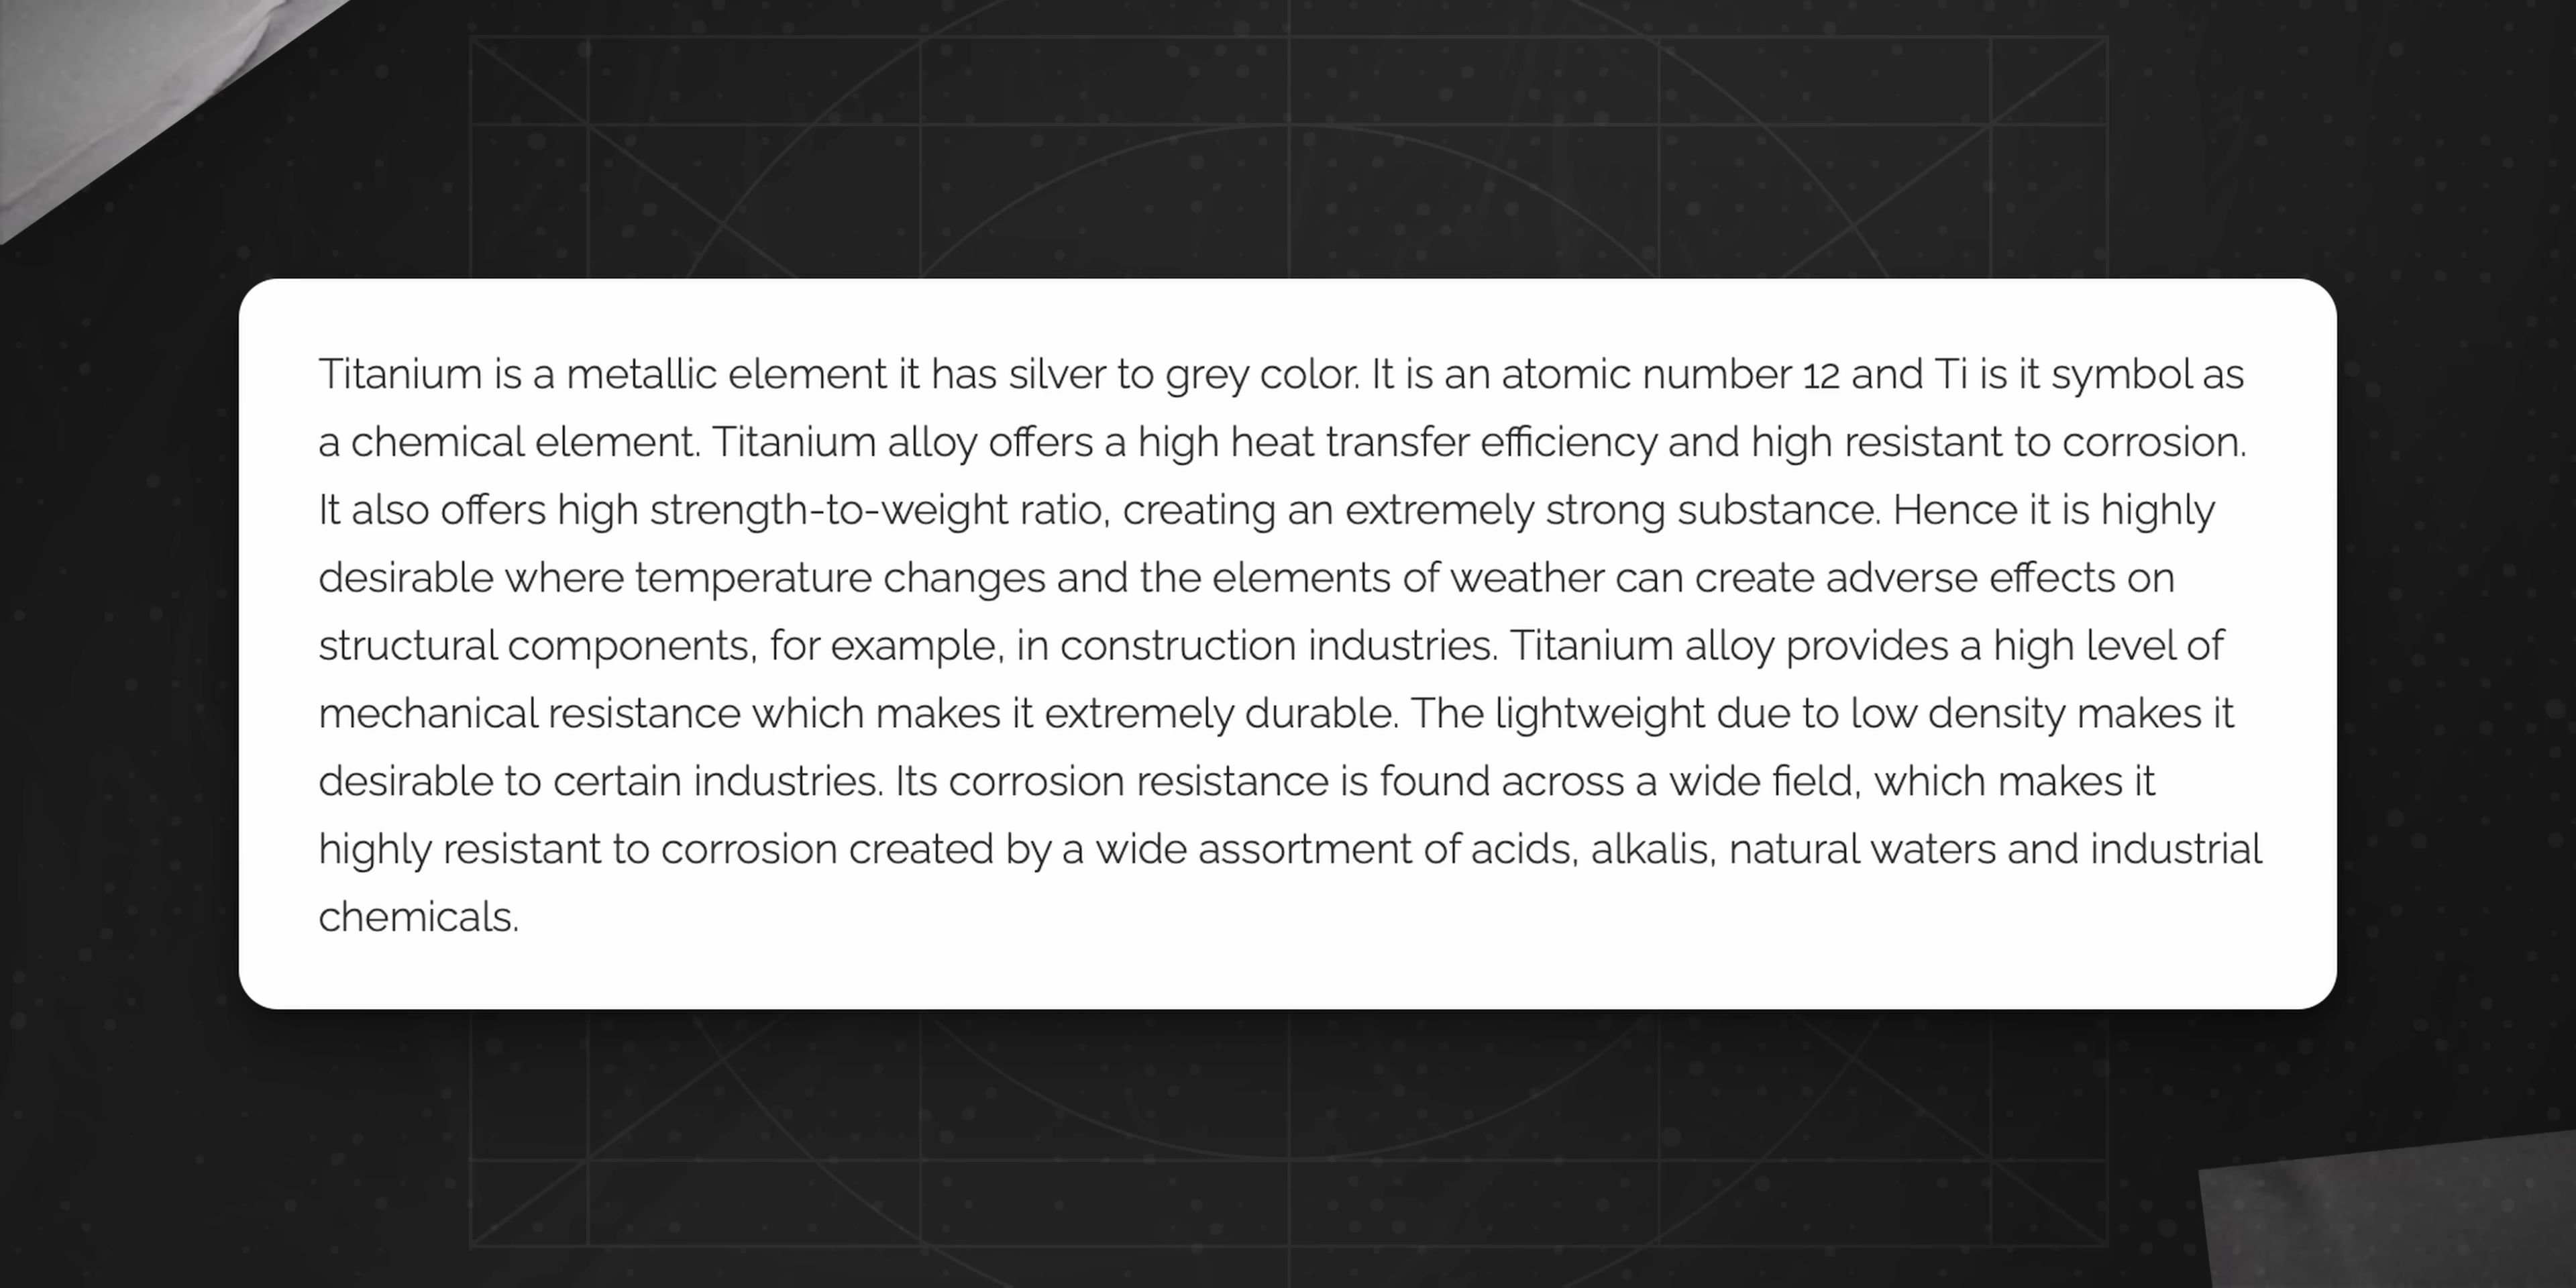 Titanium is a metallic element it has silver to grey color. It is an atomic number 12 and Ti is it symbol as
a chemical element. Titanium alloy offers a high heat transfer efficiency and high resistant to corrosion.
It also offers high strength-to-weight ratio, creating an extremely strong substance. Hence it is highly
desirable where temperature changes and the elements of weather can create adverse effects on
structural components, for example, in construction industries. Titanium alloy provides a high level of
mechanical resistance which makes it extremely durable. The lightweight due to low density makes it
desirable to certain industries. Its corrosion resistance is found across a wide field, which makes it
highly resistant to corrosion created by a wide assortment of acids, alkalis, natural waters and industrial
chemicals.